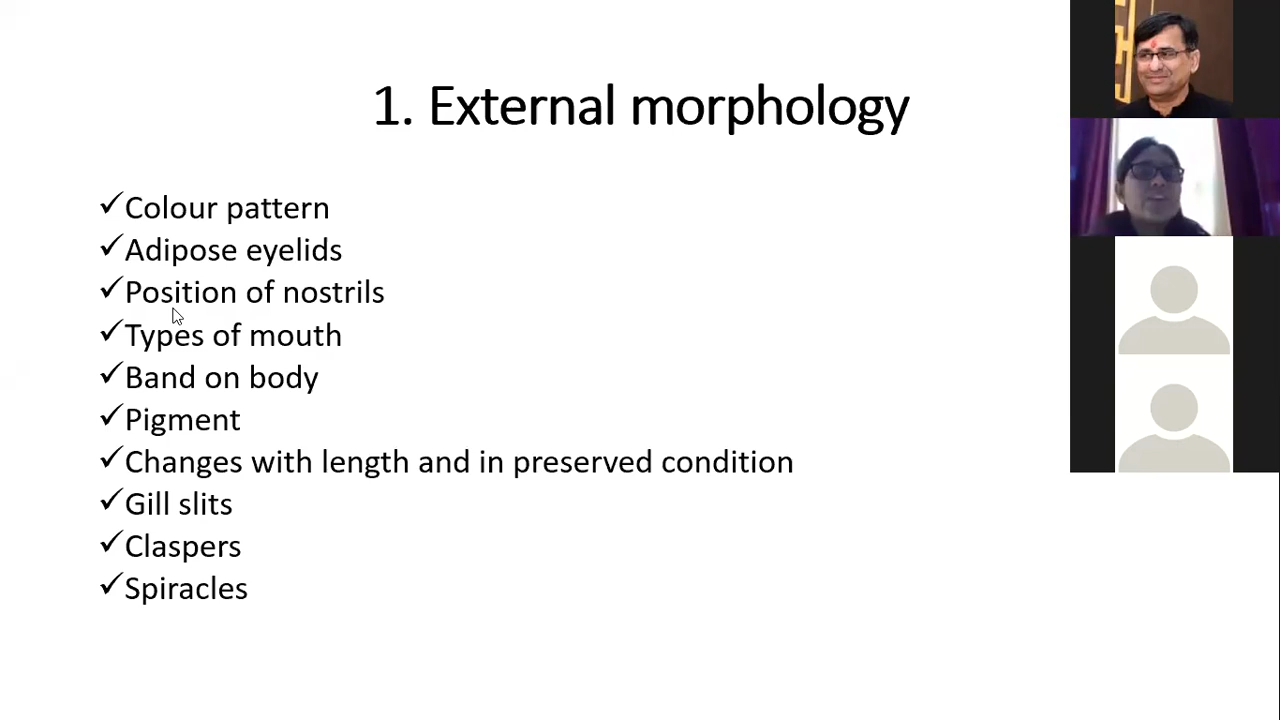 1. External morphology
✓Colour pattern
✓Adipose eyelids
✓Position of nostrils
✓Types of mouth
✓Band on body
✓Pigment
✓Changes with length and in preserved condition
✓Gill slits
✓Claspers
✓Spiracles